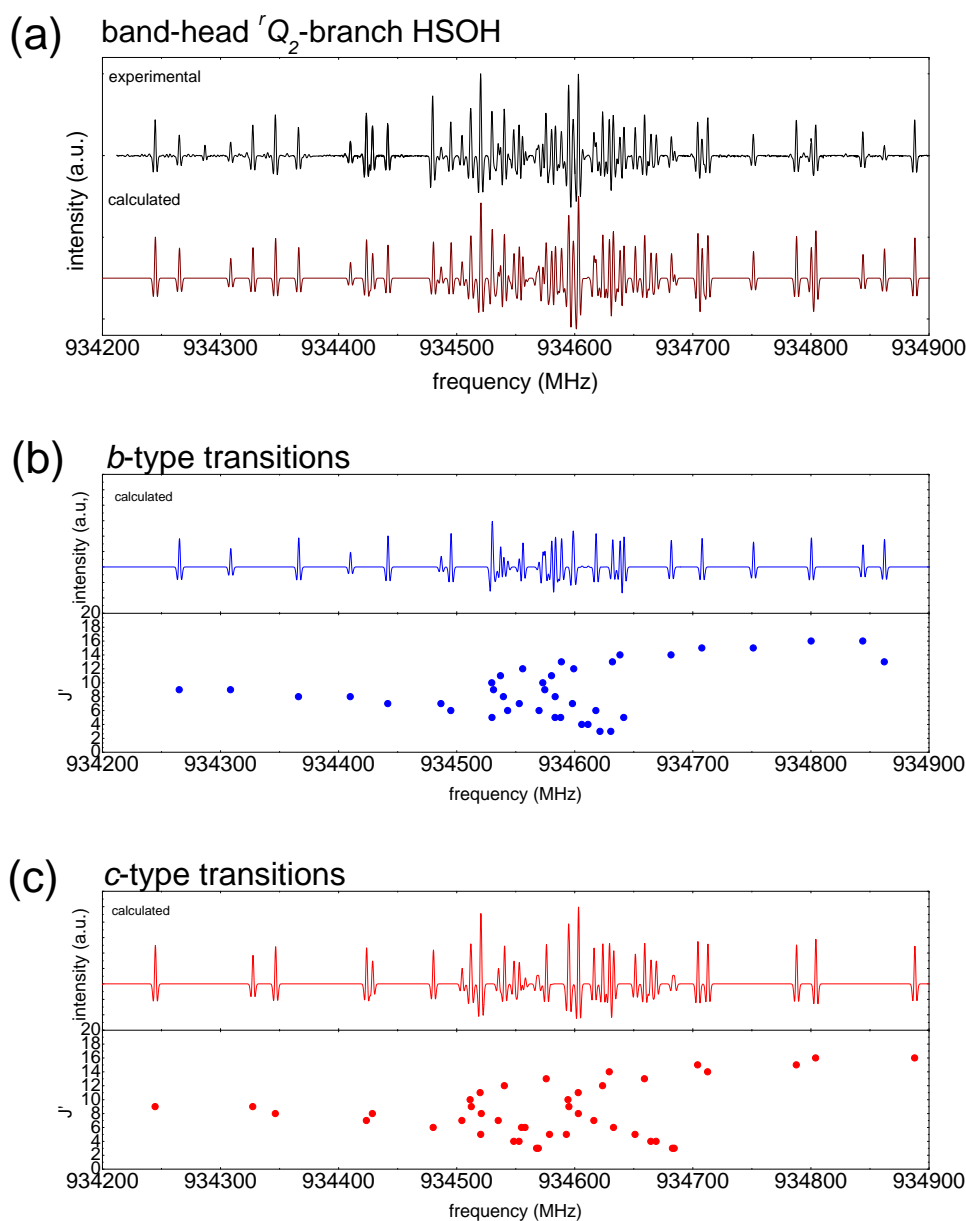 (a) band-head rQ2-branch HSOH
experimental
calculated
intensity (a.u.)
934200 934300 934400 934500 934600 934700 934800 934900
frequency (MHz)
(b) b-type transitions
calculated
intensity (a.u,)
20
16
14
12
10
8
6
4
2
0
J'
934200 934300 934400 934500 934600 934700 934800 934900
frequency (MHz)
(c) c-type transitions
calculated
intensity (a.u.)
20
16
14
12
10
8
6
4
2
0
J'
934200 934300 934400 934500 934600 934700 934800 934900
frequency (MHz)